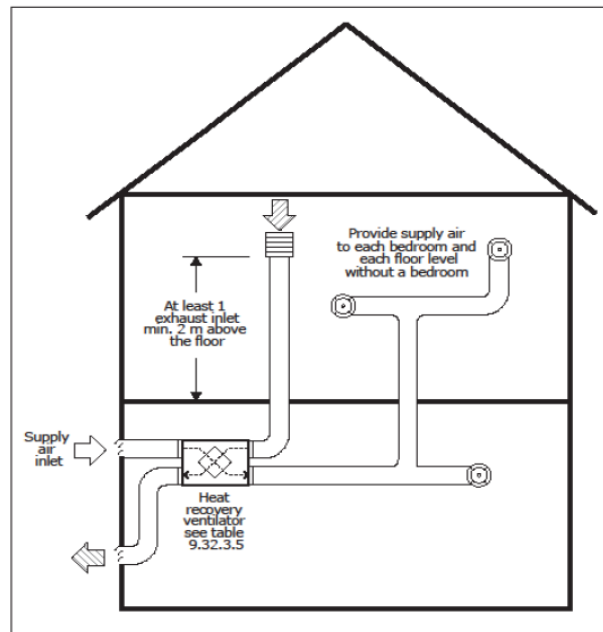 Provide supply air
to each bedroom and
each floor level
without a bedroom
At least 1
exhaust inlet
min. 2 m above
the floor
Supply
air
inlet
Heat
recovery
ventilator
see table
9.32.3.5